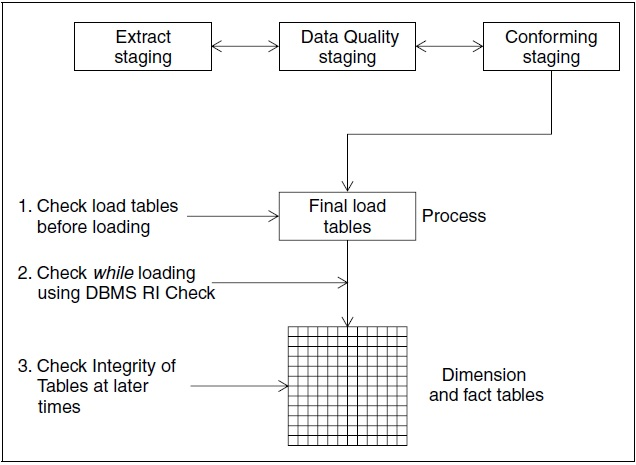 Extract
staging
Data Quality
staging
Conforming
staging
1. Check load tables
before loading
Final load
tables
Process
2. Check while loading
using DBMS RI Check
3. Check Integrity of
Tables at later
times
Dimension
and fact tables